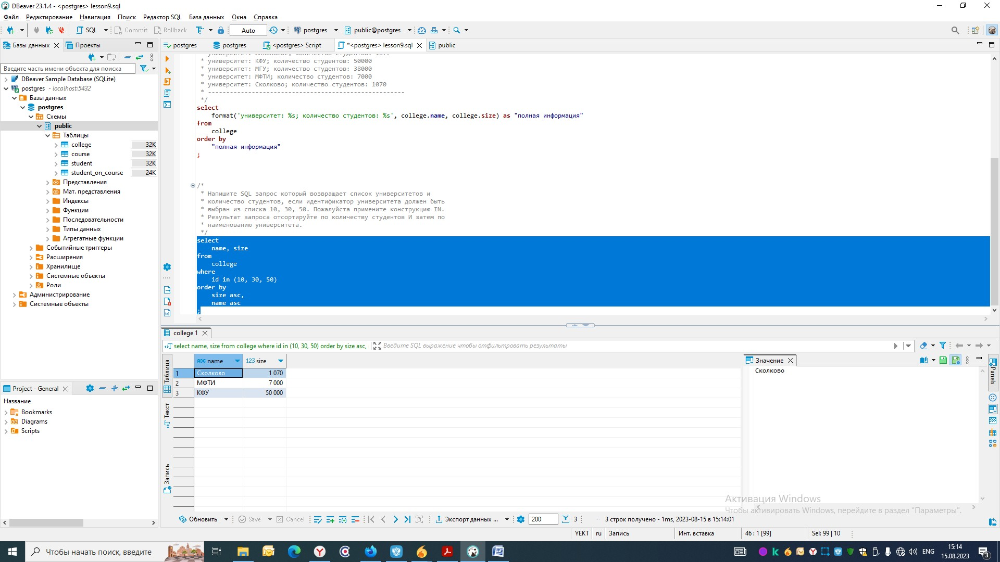 DBeaver 23.1.4 - <postgres> lesson9.sql
Файл Редактирование Навигация Поиск Редактор SQL База данных Окна Справка
SQL Commit Rollback Auto postgres public@postgres
Базы данных Проекты
postgres postgres <postgres> Script *<postgres> lesson9.sql public
Введите часть имени объекта для поиска
DBeaver Sample Database (SQLite)
postgres - localhost:5432
Базы данных
postgres
Схемы
public
Таблицы
college 32K
course 32K
student 32K
student_on_course 24K
Представления
Мат. представления
Индексы
Функции
Последовательности
Типы данных
Агрегатные функции
Событийные триггеры
Расширения
Хранилище
Системные объекты
Роли
Администрирование
Системные объекты
* университет: КФУ; количество студентов: 50000
* университет: МГУ; количество студентов: 38000
* университет: МФТИ; количество студентов: 7000
* университет: Сколково; количество студентов: 1070
* ------------------------------------------------------
*/
select
format('университет: %s; количество студентов: %s', college.name, college.size) as "полная информация"
from
college
order by
"полная информация"
;
/*
* Напишите SQL запрос который возвращает список университетов и
* количество студентов, если идентификатор университета должен быть
* выбран из списка 10, 30, 50. Пожалуйста примените конструкцию IN.
* Результат запроса отсортируйте по количеству студентов И затем по
* наименованию университета.
*/
select
name, size
from
college
where
id in (10, 30, 50)
order by
size asc,
name asc
;
college 1
select name, size from college where id in (10, 30, 50) order by size asc,
Введите SQL выражение чтобы отфильтровать результаты
Таблица
Текст
Запись
ABC name 123 size
1 Сколково 1 070
2 МФТИ 7 000
3 КФУ 50 000
Значение
Сколково
Panels
Project - General
Название
Bookmarks
Diagrams
Scripts
Активация Windows
Чтобы активировать Windows, перейдите в раздел "Параметры".
Обновить Save Cancel Экспорт данных ... 200 3 ··· 3 строк получено - 1ms, 2023-08-15 в 15:14:01
YEKT ru Запись Инт. вставка 46 : 1 [99] Sel: 99 | 10
Чтобы начать поиск, введите
ENG
15:14
15.08.2023
3